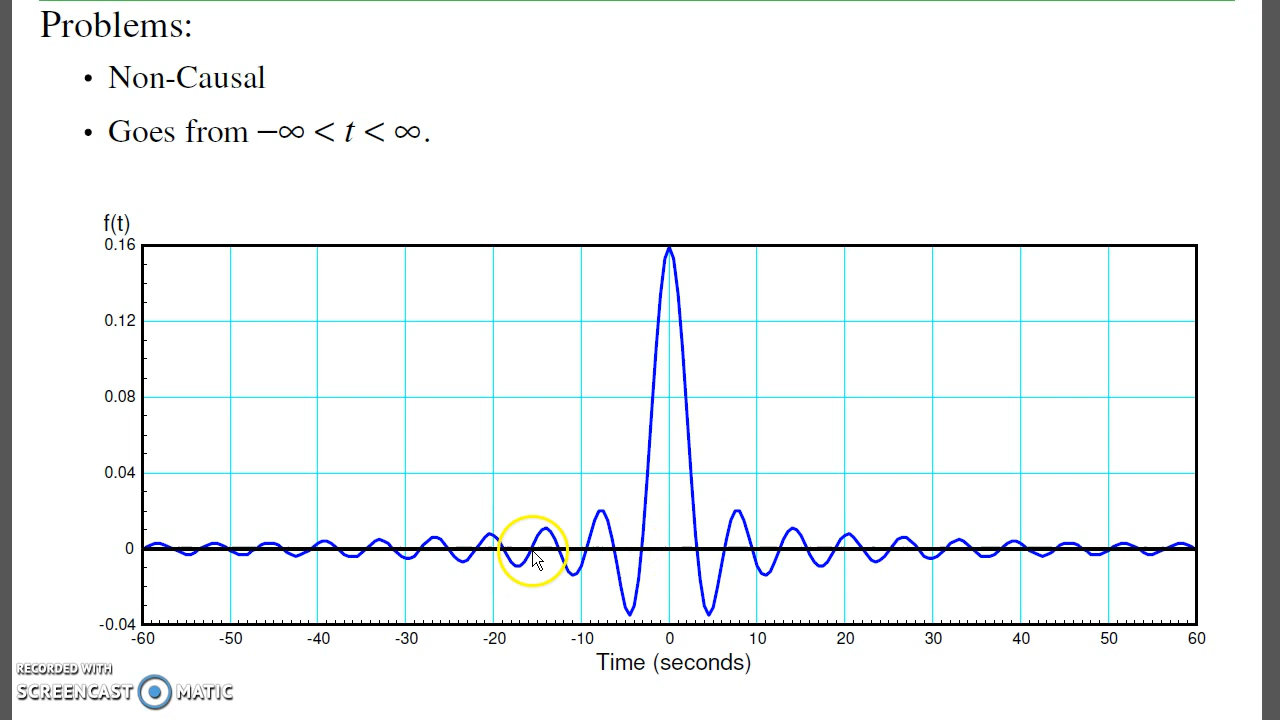 Problems:
• Non-Causal
• Goes from −∞ < t < ∞.
f(t)
0.16
0.12
0.08
0.04
0
-0.04
-60 -50 -40 -30 -20 -10 0 10 20 30 40 50 60
Time (seconds)
RECORDED WITH
SCREENCAST MATIC